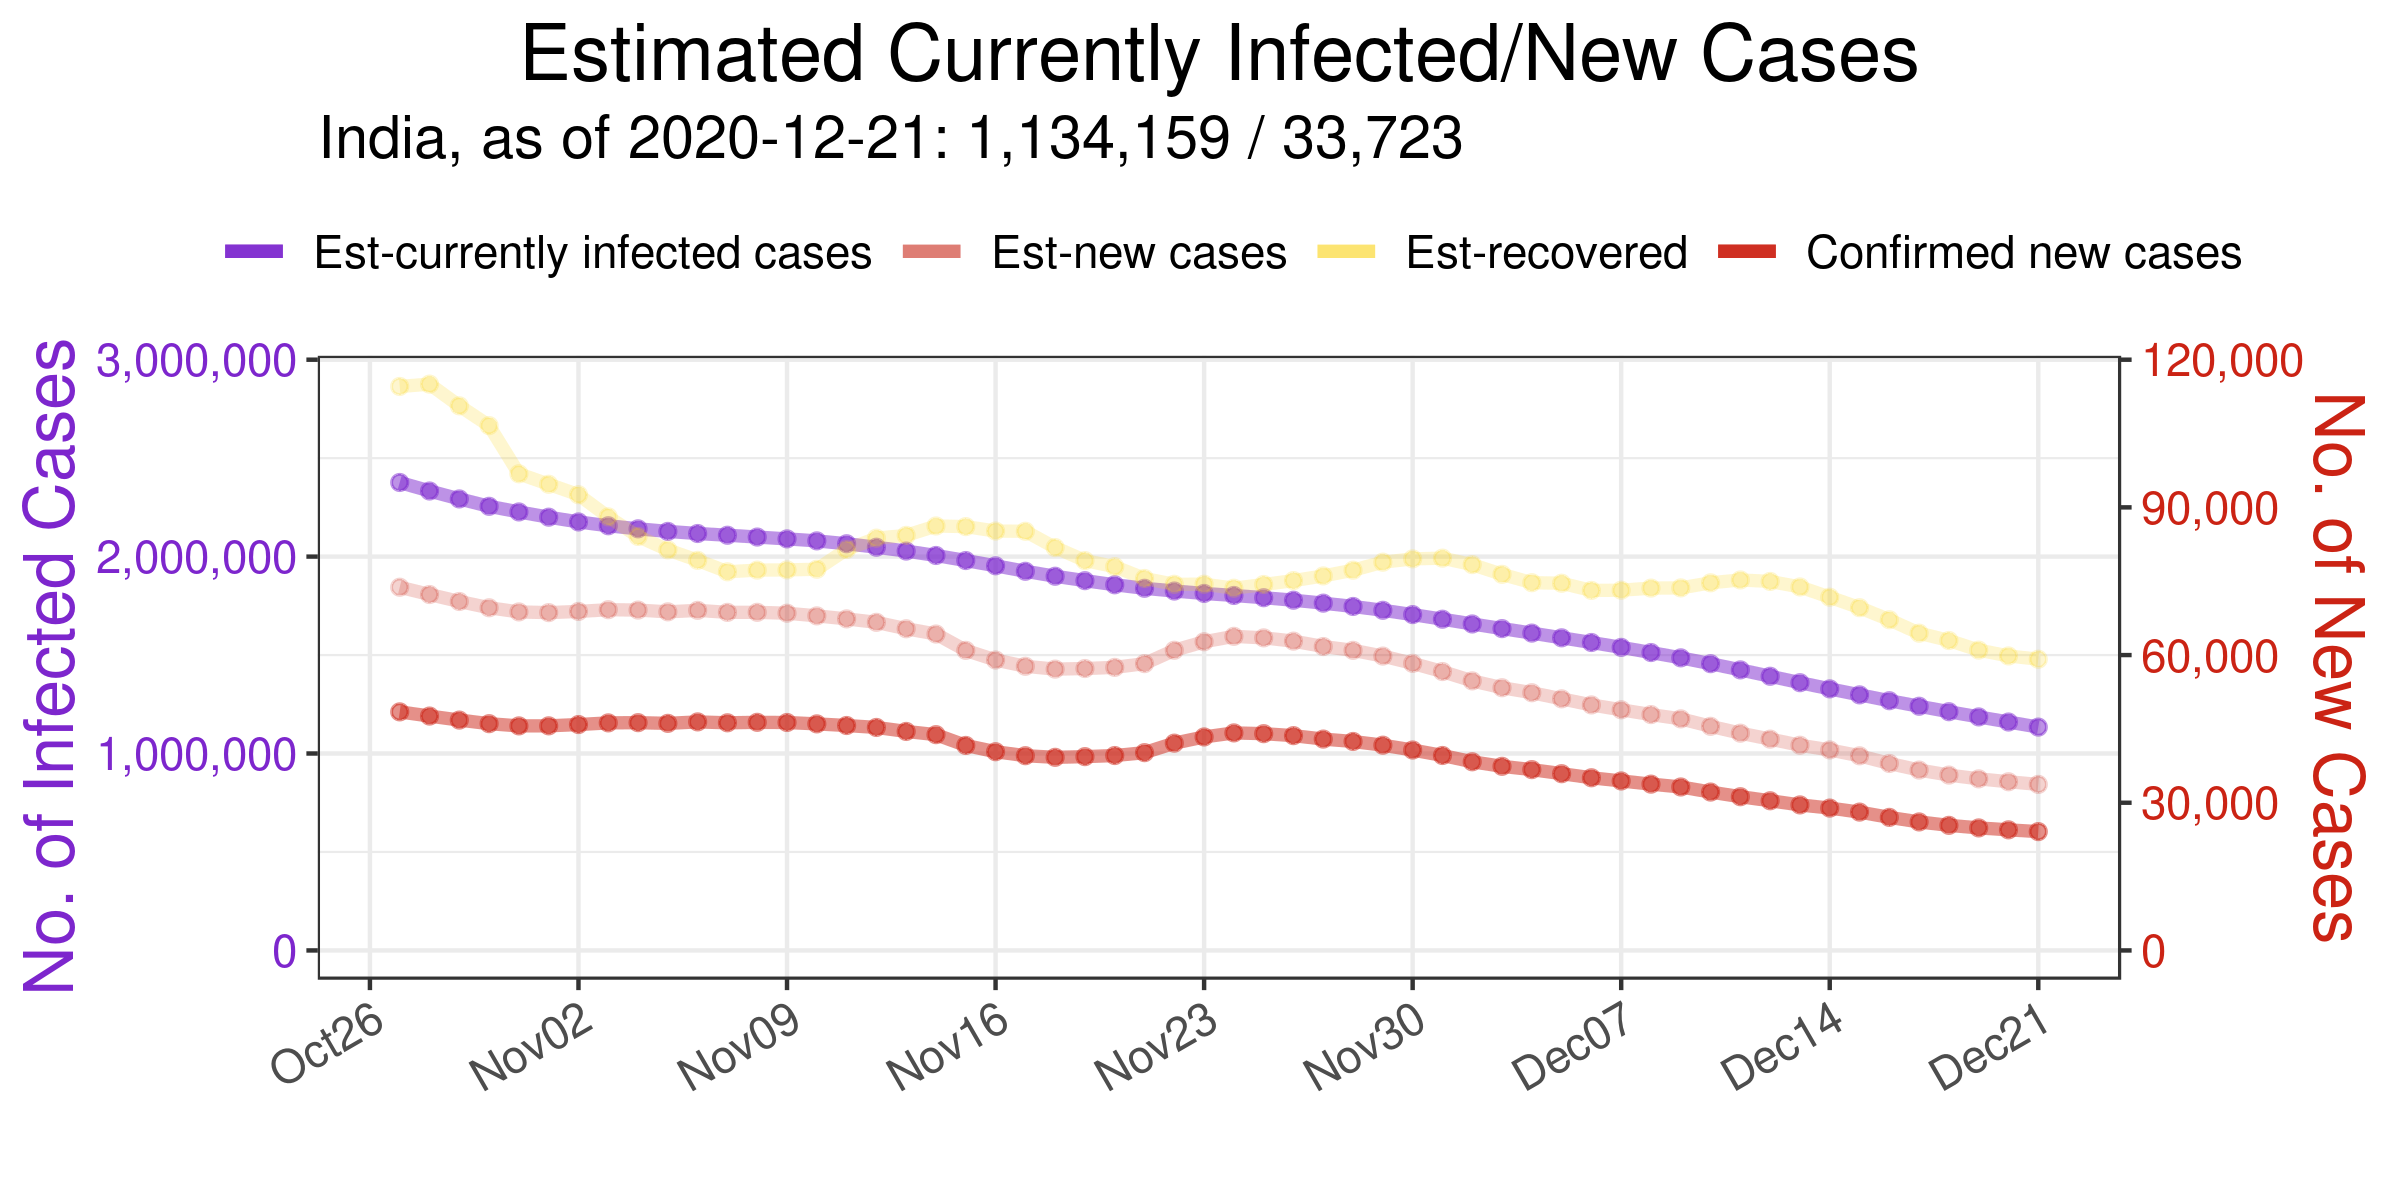 Estimated Currently Infected/New Cases
India, as of 2020-12-21: 1,134,159 / 33,723
Est-currently infected cases Est-new cases Est-recovered Confirmed new cases
No. of Infected Cases
3,000,000
2,000,000
1,000,000
0
120,000
90,000
60,000
30,000
0
No. of New Cases
Oct26 Nov02 Nov09 Nov16 Nov23 Nov30 Dec07 Dec14 Dec21